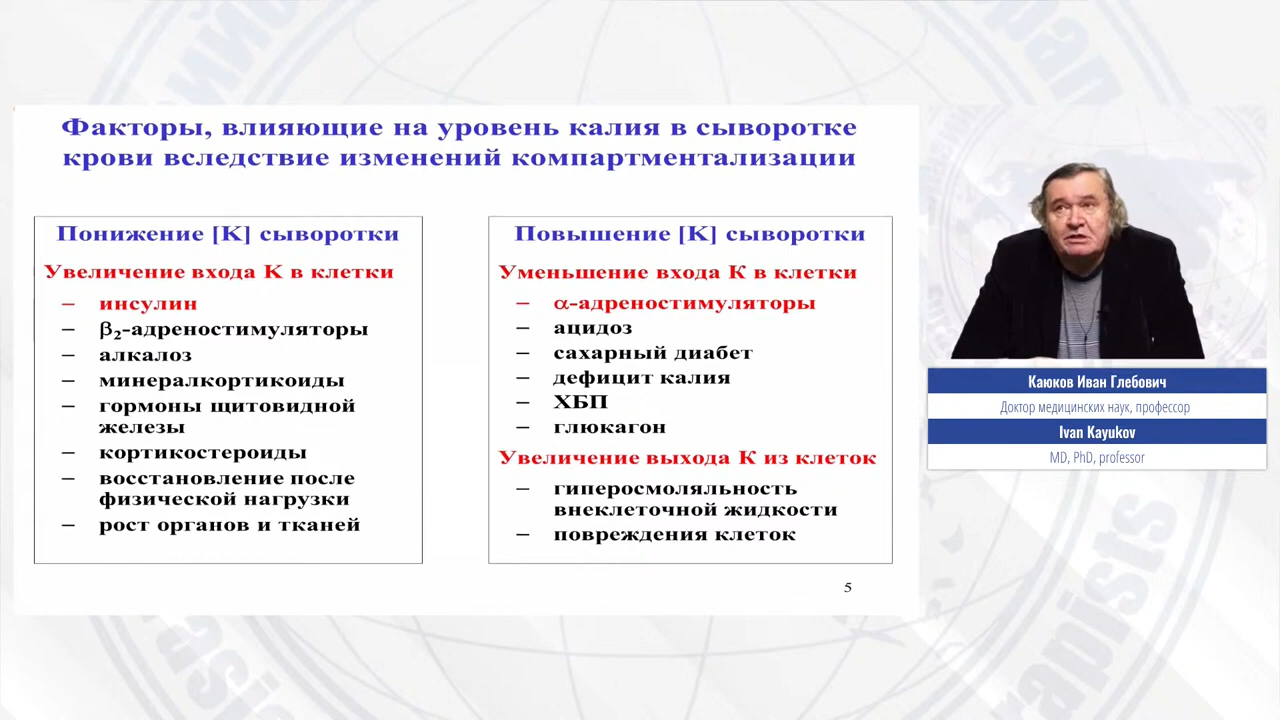 Факторы, влияющие на уровень калия в сыворотке
крови вследствие изменений компартментализации
Понижение [K] сыворотки
Увеличение входа K в клетки
– инсулин
– β₂-адреностимуляторы
– алкалоз
– минералкортикоиды
– гормоны щитовидной
железы
– кортикостероиды
– восстановление после
физической нагрузки
– рост органов и тканей
Повышение [K] сыворотки
Уменьшение входа К в клетки
– α-адреностимуляторы
– ацидоз
– сахарный диабет
– дефицит калия
– ХБП
– глюкагон
Увеличение выхода К из клеток
– гиперосмоляльность
внеклеточной жидкости
– повреждения клеток
5
Каюков Иван Глебович
Доктор медицинских наук, профессор
Ivan Kayukov
MD, PhD, professor